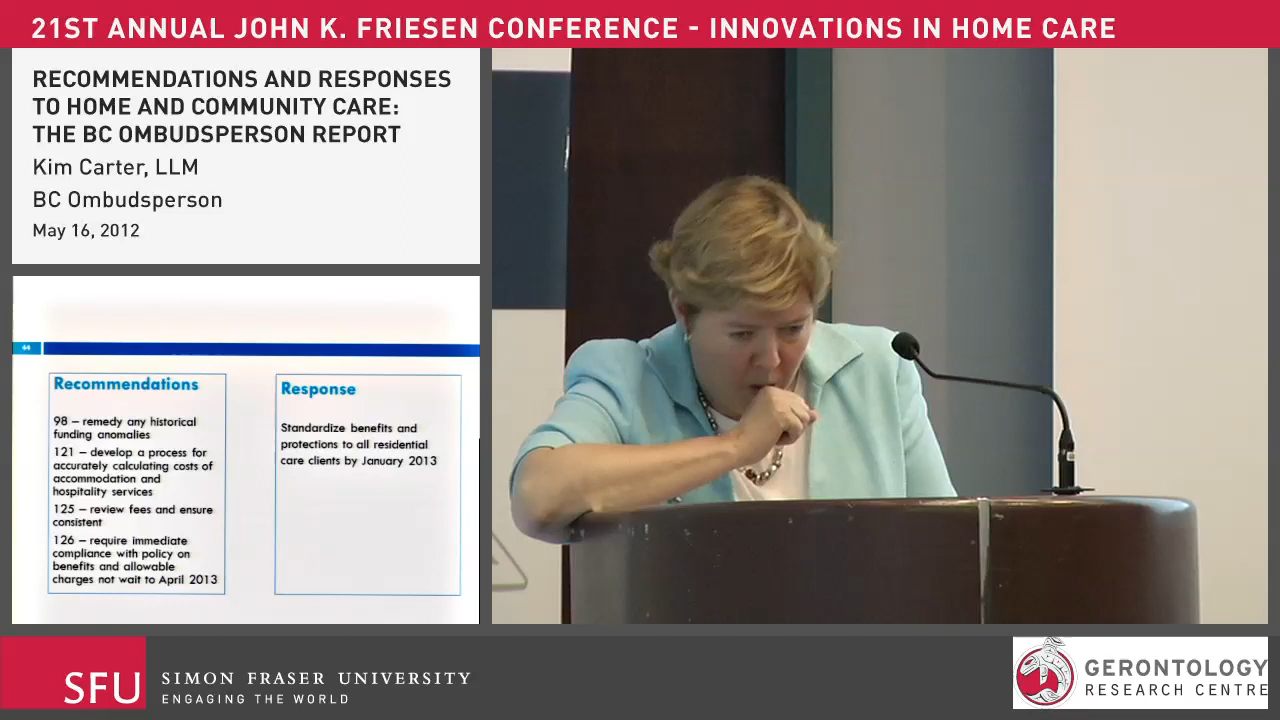 21ST ANNUAL JOHN K. FRIESEN CONFERENCE - INNOVATIONS IN HOME CARE
RECOMMENDATIONS AND RESPONSES
TO HOME AND COMMUNITY CARE:
THE BC OMBUDSPERSON REPORT
Kim Carter, LLM
BC Ombudsperson
May 16, 2012
44
Recommendations
98 – remedy any historical
funding anomalies
121 – develop a process for
accurately calculating costs of
accommodation and
hospitality services
125 – review fees and ensure
consistent
126 – require immediate
compliance with policy on
benefits and allowable
charges not wait to April 2013
Response
Standardize benefits and
protections to all residential
care clients by January 2013
SFU
SIMON FRASER UNIVERSITY
ENGAGING THE WORLD
GERONTOLOGY
RESEARCH CENTRE